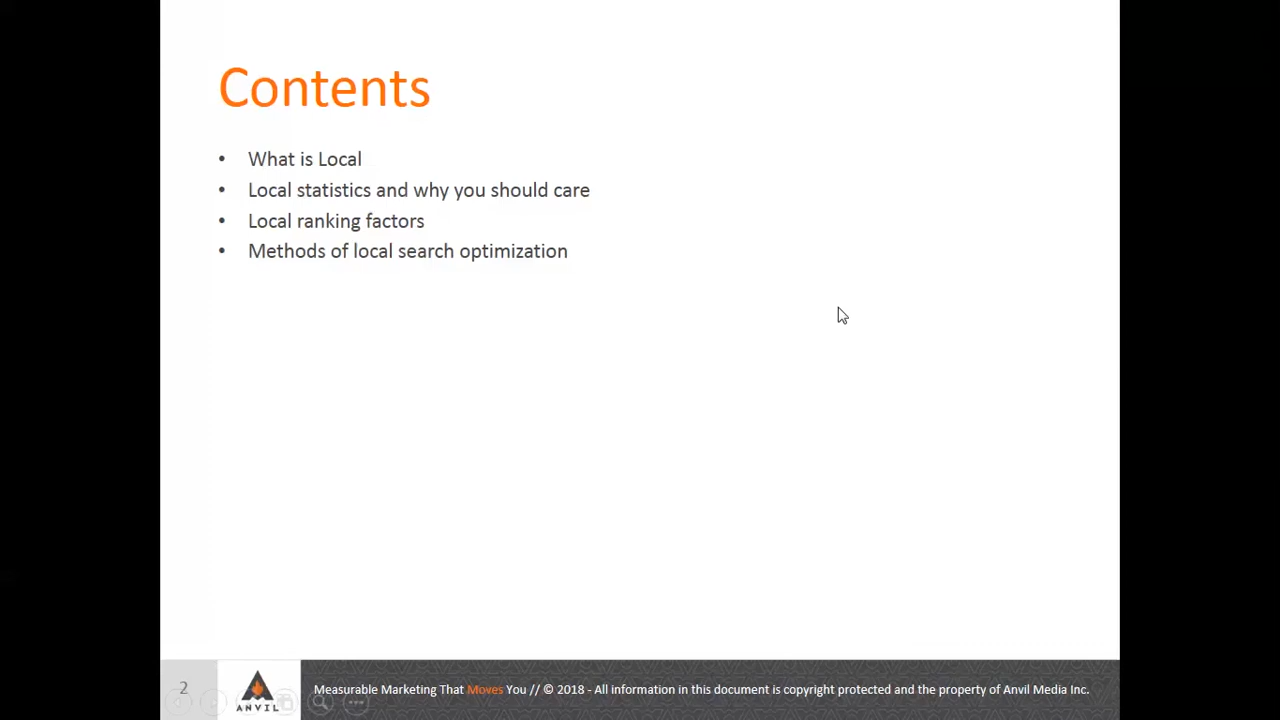 Contents
• What is Local
• Local statistics and why you should care
• Local ranking factors
• Methods of local search optimization
2
ANVIL
Measurable Marketing That Moves You // © 2018 - All information in this document is copyright protected and the property of Anvil Media Inc.